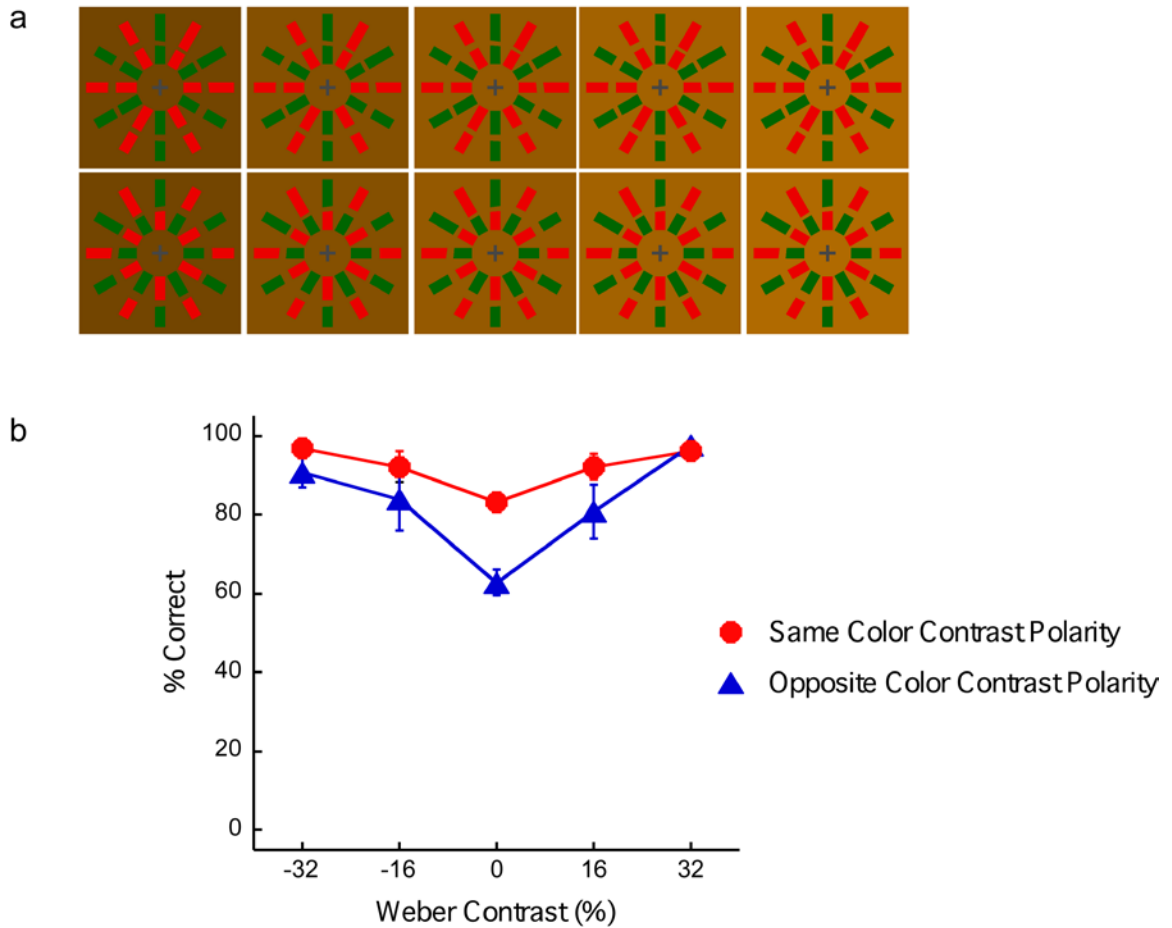 a
b
100
80
60
40
20
0
% Correct
-32 -16 0 16 32
Weber Contrast (%)
Same Color Contrast Polarity
Opposite Color Contrast Polarity